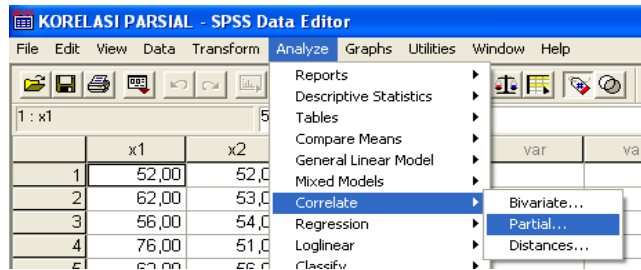 KORELASI PARSIAL - SPSS Data Editor
File Edit View Data Transform Analyze Graphs Utilities Window Help
Reports
Descriptive Statistics
1 : x1 5 Tables
Compare Means
x1 x2 var va
General Linear Model
1 52,00 52,0
Mixed Models
2 62,00 53,0 Correlate Bivariate...
3 56,00 54,0 Regression Partial...
4 76,00 51,0 Loglinear Distances...
Classify